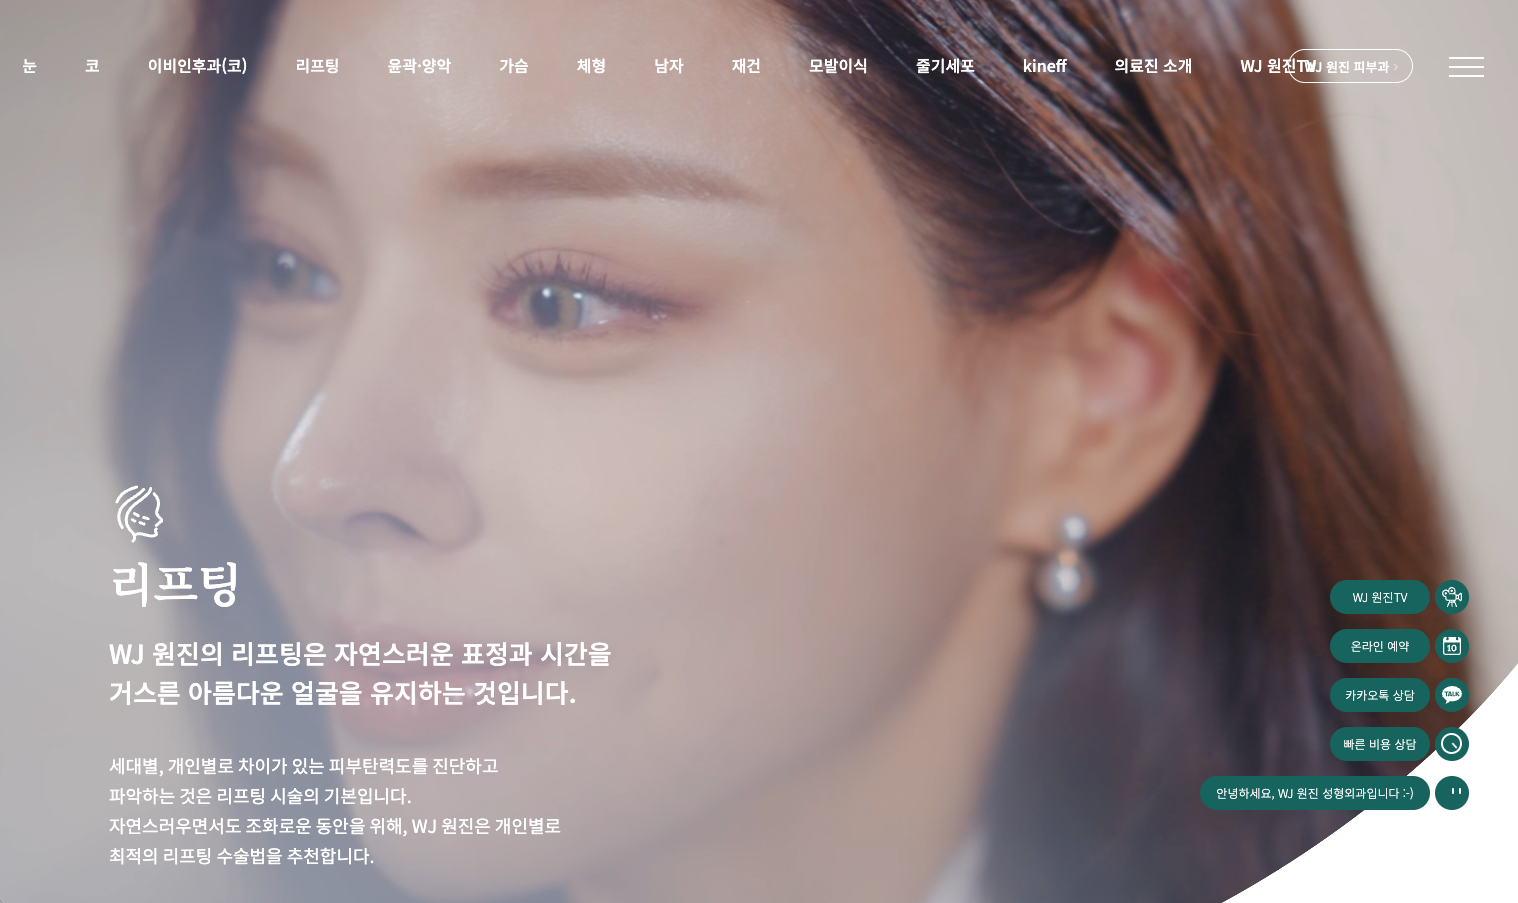 눈 코 이비인후과(코) 리프팅 윤곽·양악 가슴 체형 남자 재건 모발이식 줄기세포 kineff 의료진 소개 WJ 원진TV WJ 원진 피부과 >
리프팅
WJ 원진의 리프팅은 자연스러운 표정과 시간을
거스른 아름다운 얼굴을 유지하는 것입니다.
세대별, 개인별로 차이가 있는 피부탄력도를 진단하고
파악하는 것은 리프팅 시술의 기본입니다.
자연스러우면서도 조화로운 동안을 위해, WJ 원진은 개인별로
최적의 리프팅 수술법을 추천합니다.
WJ 원진TV
온라인 예약 10
카카오톡 상담 TALK
빠른 비용 상담
안녕하세요, WJ 원진 성형외과입니다 :-)